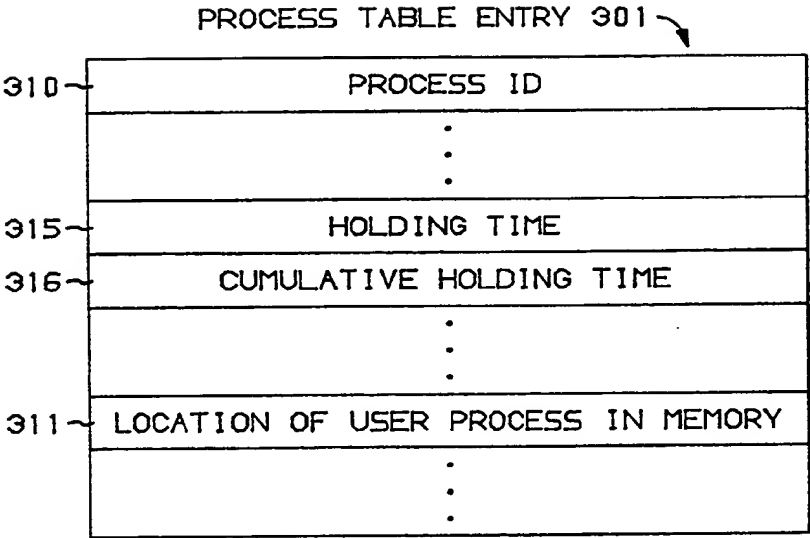 PROCESS TABLE ENTRY 301
310 PROCESS ID
315 HOLDING TIME
316 CUMULATIVE HOLDING TIME
311 LOCATION OF USER PROCESS IN MEMORY